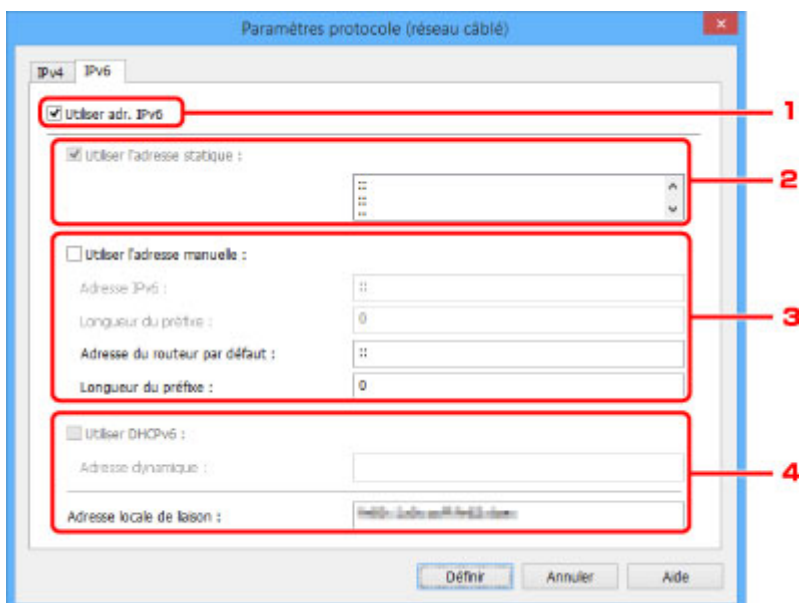 Paramètres protocole (réseau câblé)
IPv4 IPv6
Utiliser adr. IPv6 1
Utiliser l'adresse statique : 2
::
::
::
Utiliser l'adresse manuelle : 3
Adresse IPv6 : ::
Longueur du préfixe : 0
Adresse du routeur par défaut : ::
Longueur du préfixe : 0
Utiliser DHCPv6 : 4
Adresse dynamique :
Adresse locale de liaison :
Définir Annuler Aide